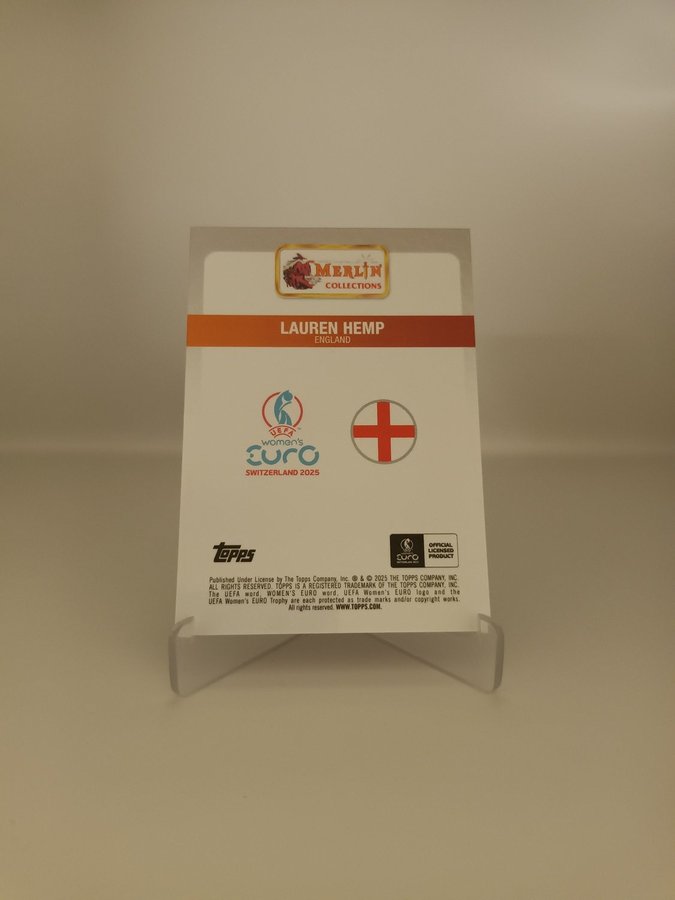 MERLIN
COLLECTIONS
LAUREN HEMP
ENGLAND
UEFA
women's
EURO
SWITZERLAND 2025
topps
EURO
OFFICIAL
LICENSED
PRODUCT
Published Under License by The Topps Company, Inc. ® & © 2025 THE TOPPS COMPANY, INC.
ALL RIGHTS RESERVED. TOPPS IS A REGISTERED TRADEMARK OF THE TOPPS COMPANY, INC.
The UEFA word, WOMEN'S EURO word, UEFA Women's EURO logo and the
UEFA Women's EURO Trophy are each protected as trade marks and/or copyright works.
All rights reserved. WWW.TOPPS.COM.